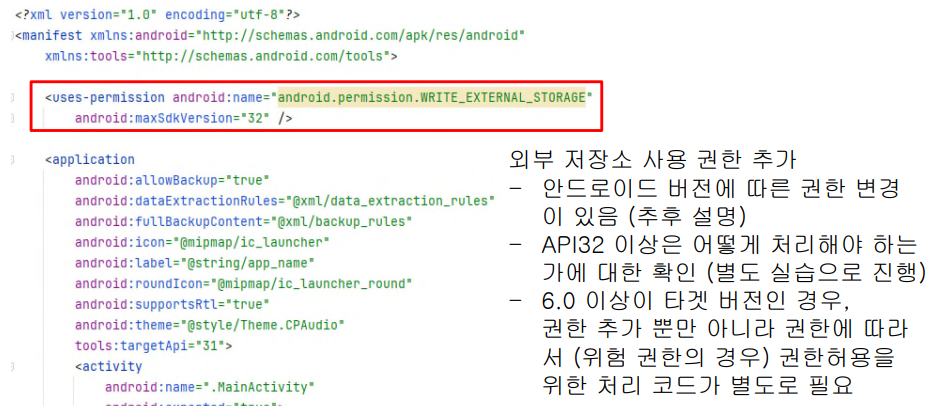 <?xml version="1.0" encoding="utf-8"?>
<manifest xmlns:android="http://schemas.android.com/apk/res/android"
xmlns:tools="http://schemas.android.com/tools">
<uses-permission android:name="android.permission.WRITE_EXTERNAL_STORAGE"
android:maxSdkVersion="32" />
<application
android:allowBackup="true"
android:dataExtractionRules="@xml/data_extraction_rules"
android:fullBackupContent="@xml/backup_rules"
android:icon="@mipmap/ic_launcher"
android:label="@string/app_name"
android:roundIcon="@mipmap/ic_launcher_round"
android:supportsRtl="true"
android:theme="@style/Theme.CPAudio"
tools:targetApi="31">
<activity
android:name=".MainActivity"
외부 저장소 사용 권한 추가
- 안드로이드 버전에 따른 권한 변경
이 있음 (추후 설명)
- API32 이상은 어떻게 처리해야 하는
가에 대한 확인 (별도 실습으로 진행)
- 6.0 이상이 타겟 버전인 경우,
권한 추가 뿐만 아니라 권한에 따라
서 (위험 권한의 경우) 권한허용을
위한 처리 코드가 별도로 필요